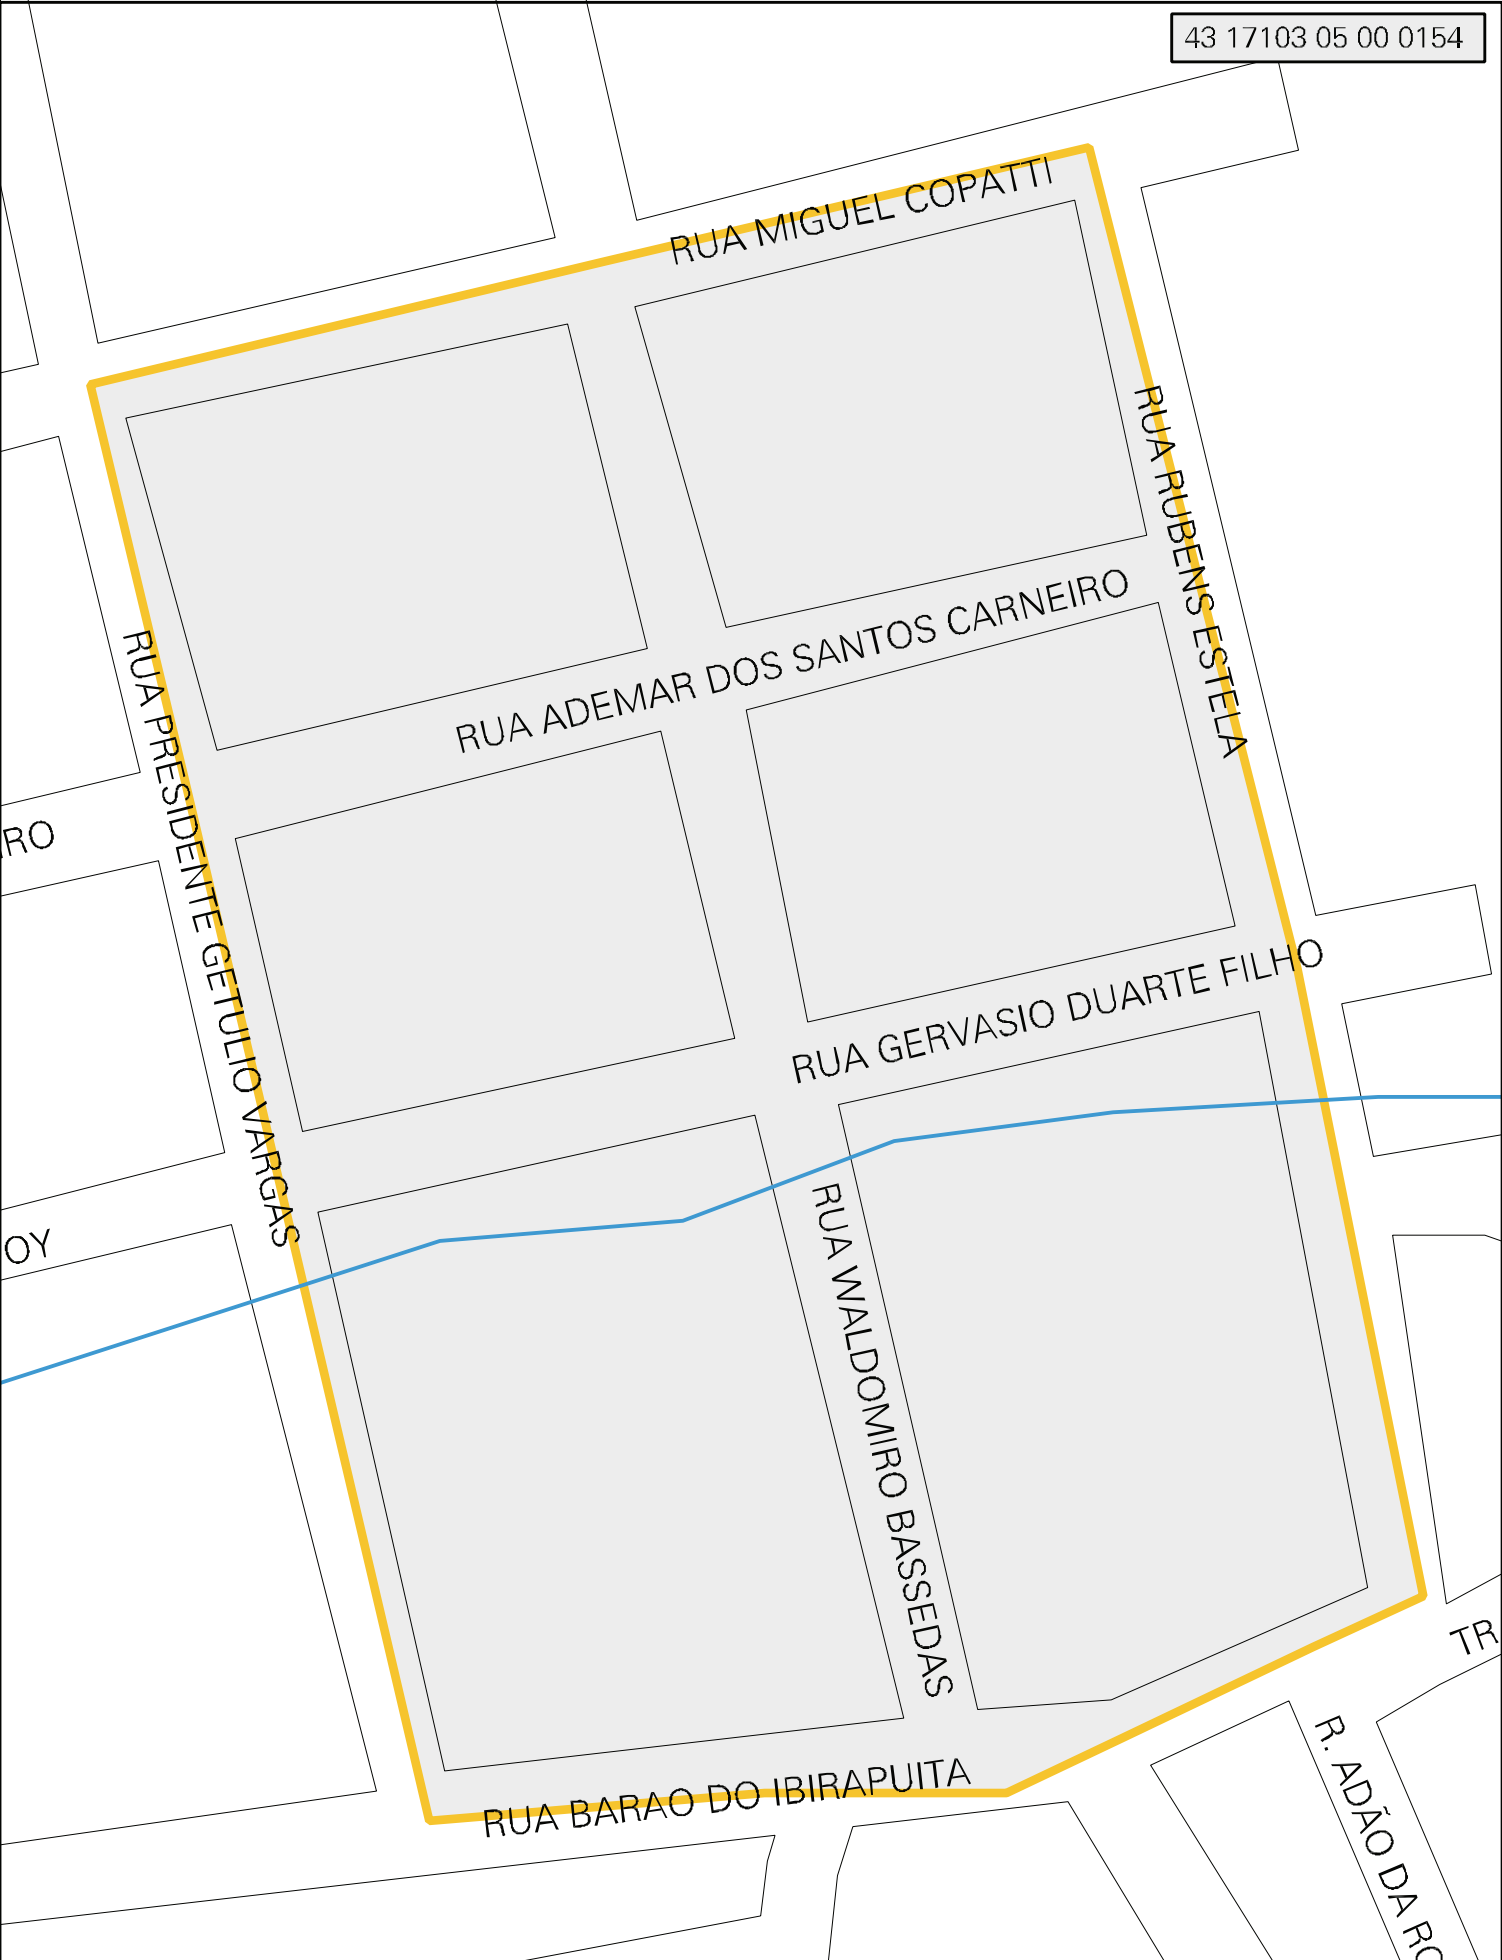 43 17103 05 00 0154
RUA MIGUEL COPATTI
RUA RUBENS ESTELA
RUA ADEMAR DOS SANTOS CARNEIRO
RUA PRESIDENTE GETULIO VARGAS
RO
RUA GERVASIO DUARTE FILHO
OY
RUA WALDOMIRO BASSEDAS
TR
RUA BARAO DO IBIRAPUITA
R. ADÃO DA RO